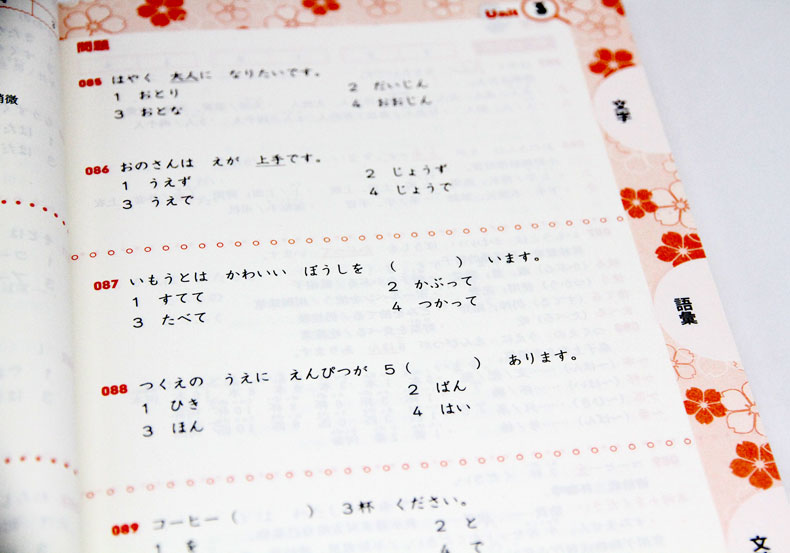 Unit 3
問題
085 はやく 大人に なりたいです。
1 おとり 2 だいじん
3 おとな 4 おおじん
086 おのさんは えが 上手です。
1 うえず 2 じょうず
3 うえで 4 じょうで
087 いもうとは かわいい ぼうしを ( ) います。
1 すてて 2 かぶって
3 たべて 4 つかって
088 つくえの うえに えんぴつが 5( ) あります。
1 ひき 2 ばん
3 ほん 4 はい
089 コーヒー( ) 3杯 ください。
1 を 2 と
4 で
文字
語彙
文